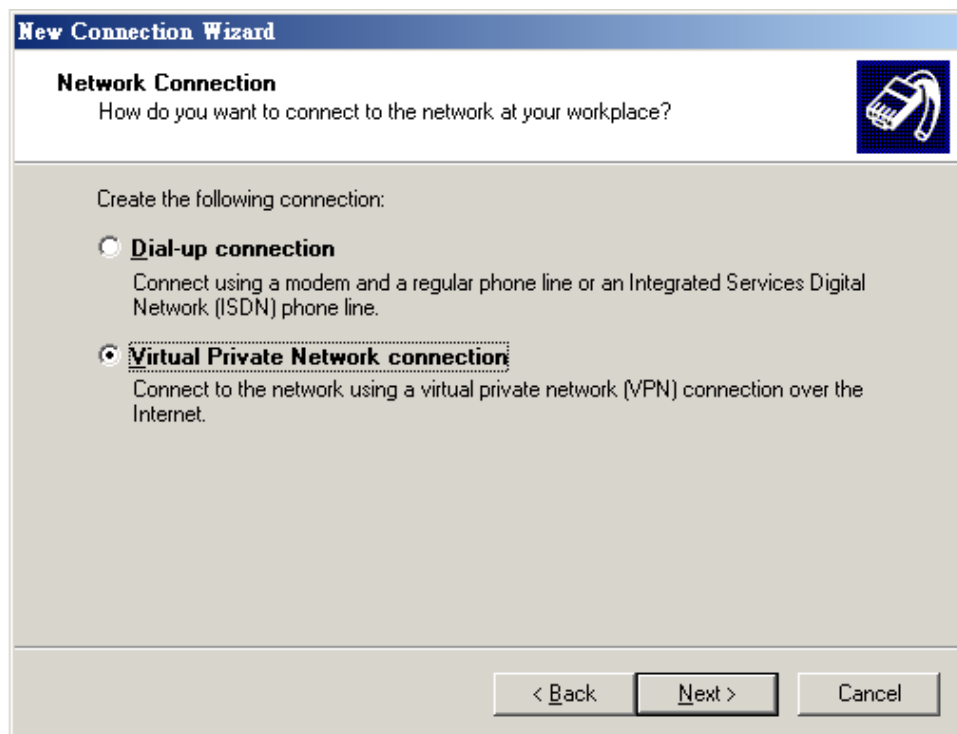 New Connection Wizard
Network Connection
How do you want to connect to the network at your workplace?
Create the following connection:
Dial-up connection
Connect using a modem and a regular phone line or an Integrated Services Digital
Network (ISDN) phone line.
Virtual Private Network connection
Connect to the network using a virtual private network (VPN) connection over the
Internet.
< Back Next > Cancel